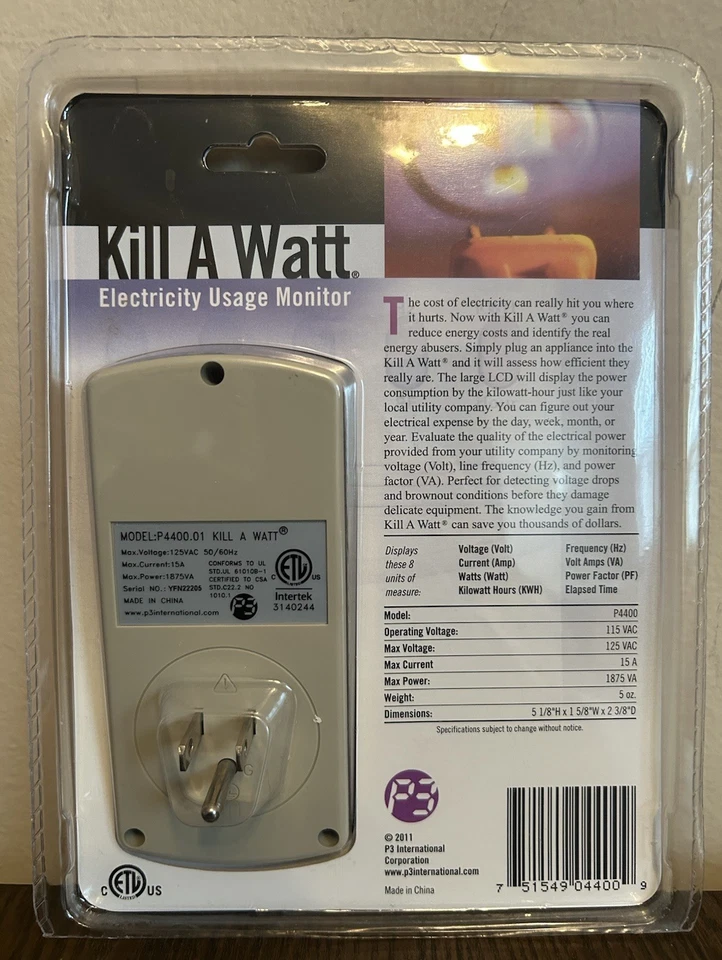 Kill A Watt®
Electricity Usage Monitor
The cost of electricity can really hit you where
it hurts. Now with Kill A Watt® you can
reduce energy costs and identify the real
energy abusers. Simply plug an appliance into the
Kill A Watt® and it will assess how efficient they
really are. The large LCD will display the power
consumption by the kilowatt-hour just like your
local utility company. You can figure out your
electrical expense by the day, week, month, or
year. Evaluate the quality of the electrical power
provided from your utility company by monitoring
voltage (Volt), line frequency (Hz), and power
factor (VA). Perfect for detecting voltage drops
and brownout conditions before they damage
delicate equipment. The knowledge you gain from
Kill A Watt® can save you thousands of dollars.
Displays
these 8
units of
measure:
Voltage (Volt)
Current (Amp)
Watts (Watt)
Kilowatt Hours (KWH)
Frequency (Hz)
Volt Amps (VA)
Power Factor (PF)
Elapsed Time
Model: P4400
Operating Voltage: 115 VAC
Max Voltage: 125 VAC
Max Current 15 A
Max Power: 1875 VA
Weight: 5 oz.
Dimensions: 5 1/8"H x 1 5/8"W x 2 3/8"D
Specifications subject to change without notice.
MODEL:P4400.01 KILL A WATT®
Max.Voltage:125VAC 50/60Hz
Max.Current:15A
Max.Power:1875VA
Serial NO.: YFN22205
MADE IN CHINA
www.p3international.com
CONFORMS TO UL
STD.UL 61010B-1
CERTIFIED TO CSA
STD.C22.2 NO
1010.1
P3
C ETL US
Intertek
3140244
G
P3
© 2011
P3 International
Corporation
www.p3international.com
Made in China
7 51549 04400 9
C ETL US
LISTED